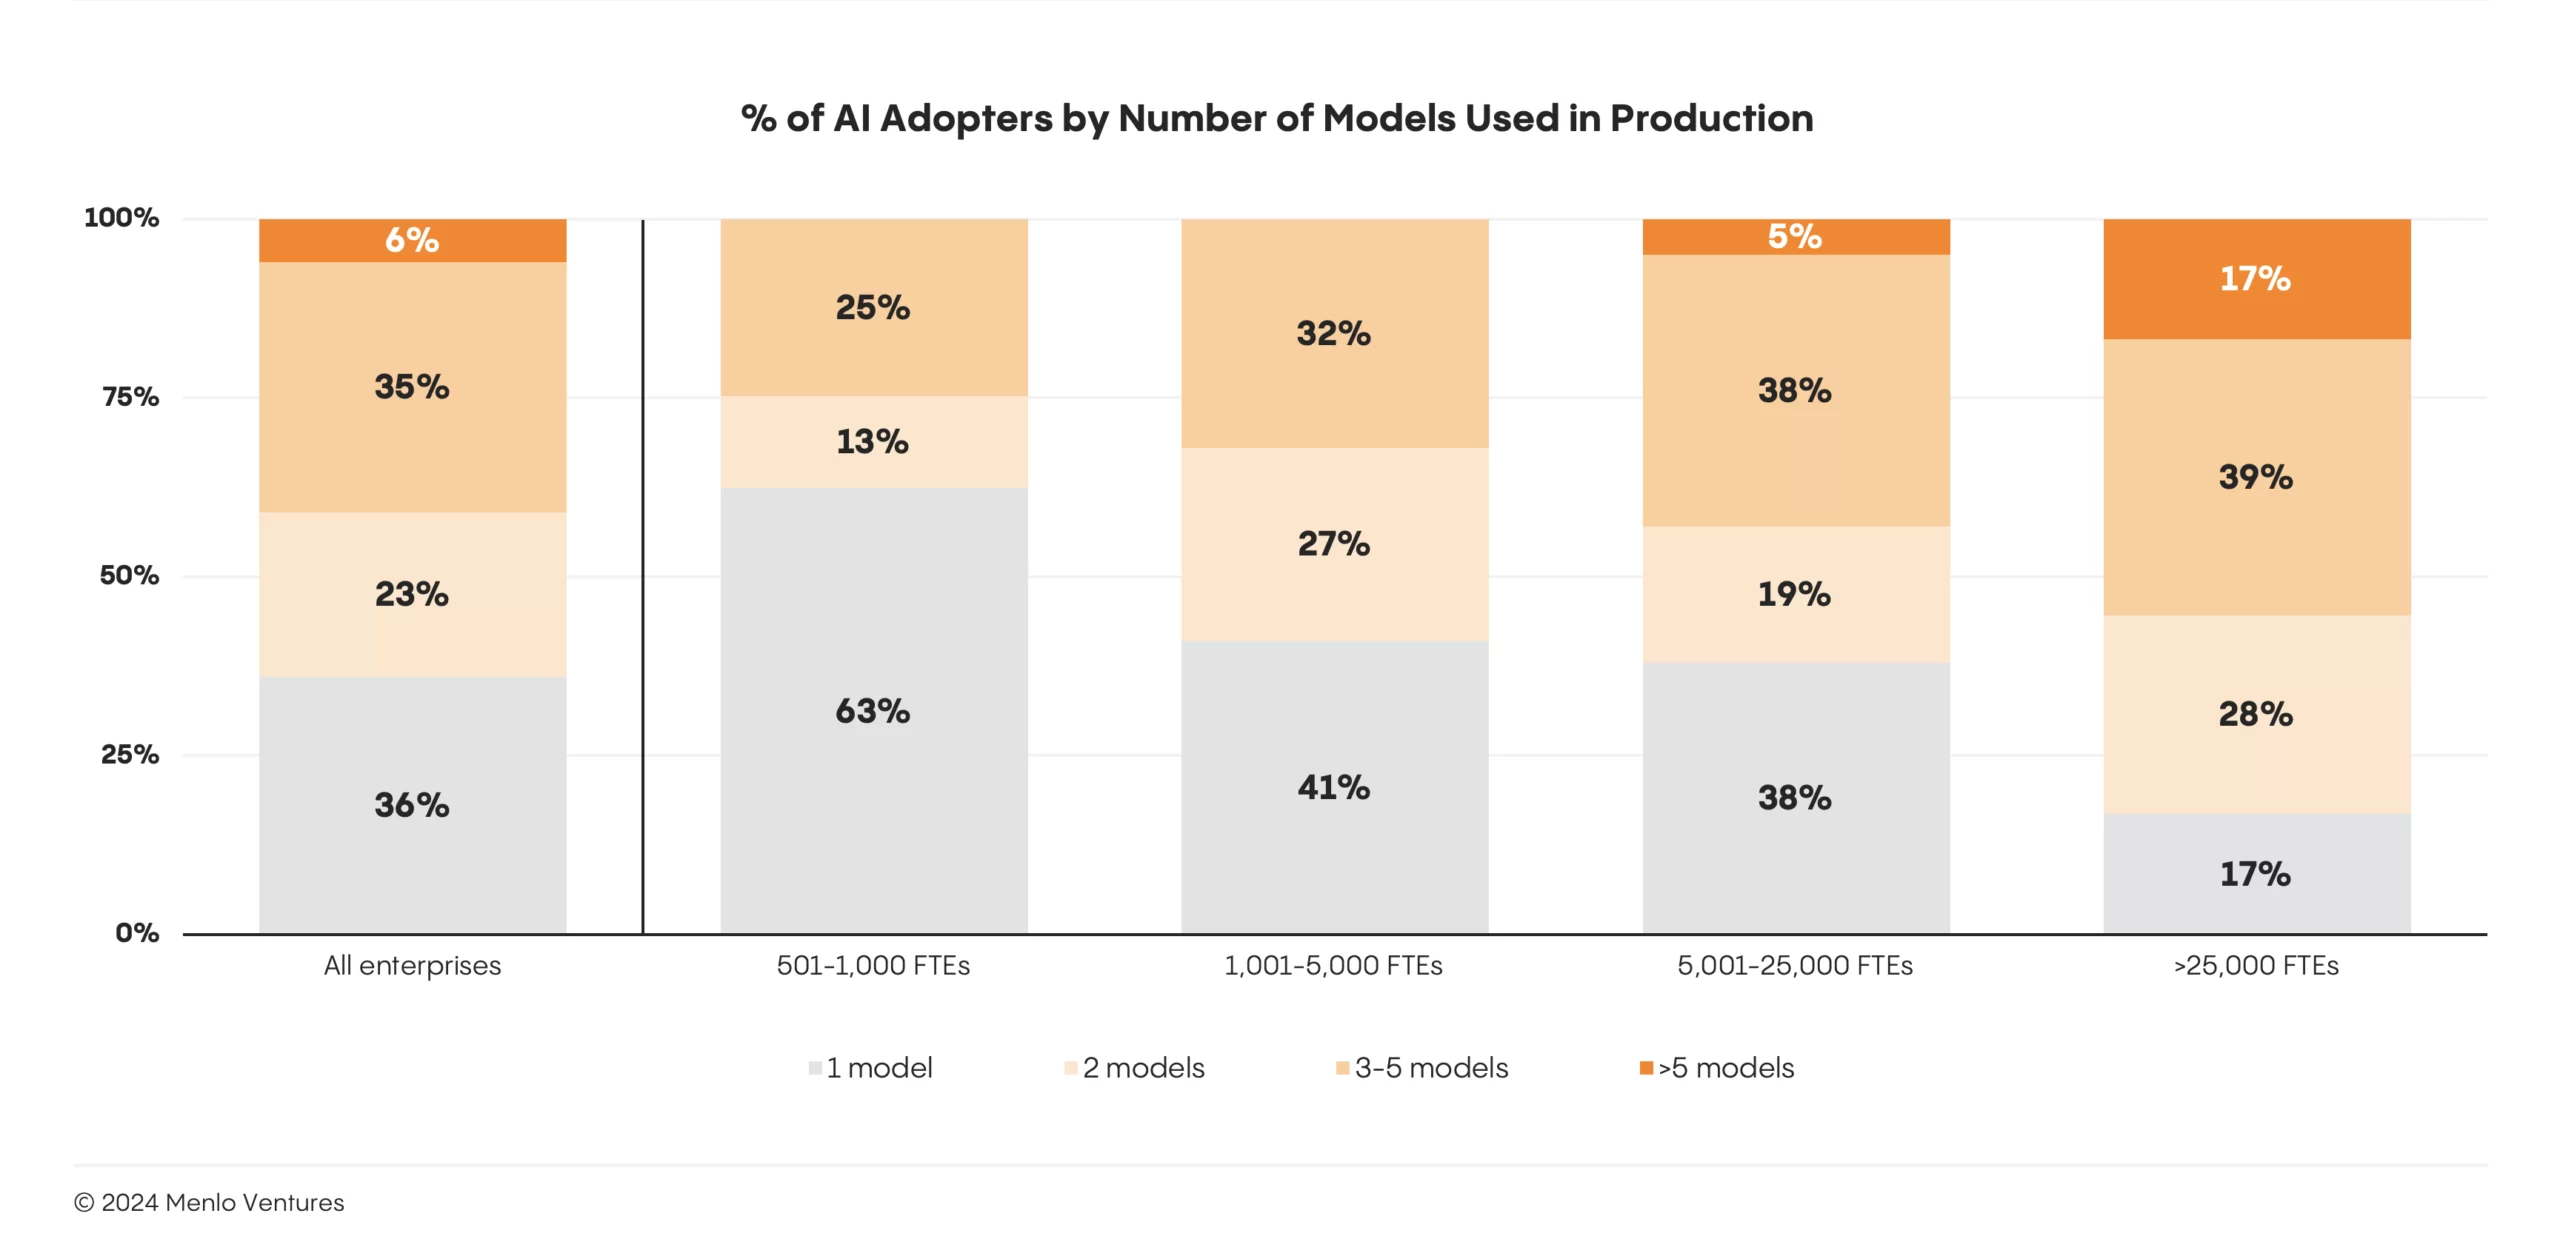 % of AI Adopters by Number of Models Used in Production
100%
75%
50%
25%
0%
6%
35%
23%
36%
25%
13%
63%
32%
27%
41%
5%
38%
19%
38%
17%
39%
28%
17%
All enterprises
501-1,000 FTEs
1,001-5,000 FTEs
5,001-25,000 FTEs
>25,000 FTEs
1 model
2 models
3-5 models
>5 models
© 2024 Menlo Ventures